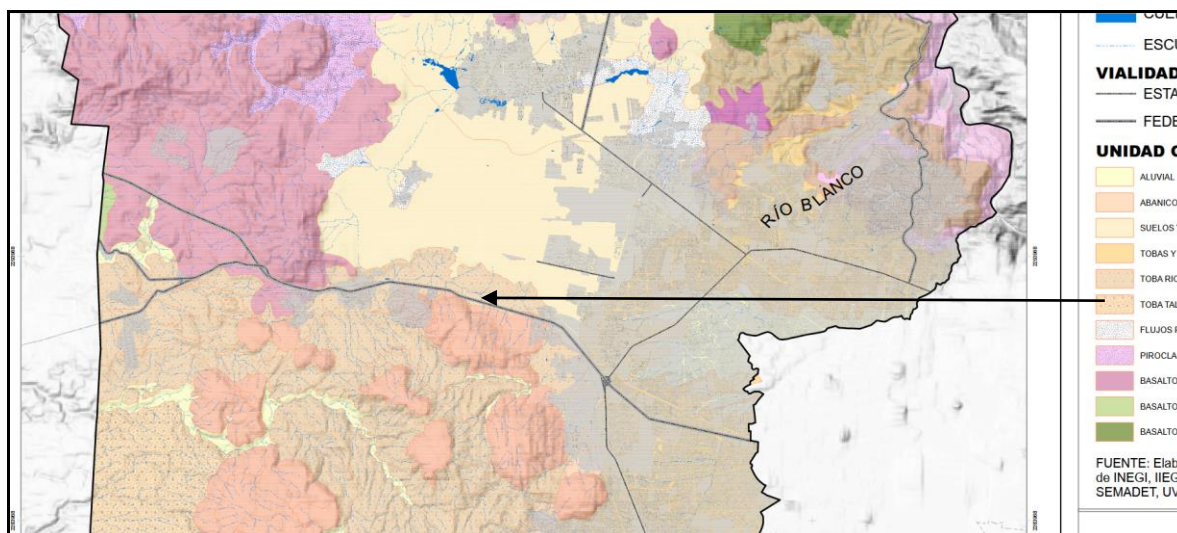 ESCU
VIALIDAD
ESTA
FEDE
UNIDAD G
ALUVIAL
ABANICO
SUELOS
TOBAS Y
TOBA RIO
TOBA TAL
FLUJOS P
PIROCLA
BASALTO
BASALTO
BASALTO
FUENTE: Elab
de INEGI, IIEG
SEMADET, UV
RÍO BLANCO